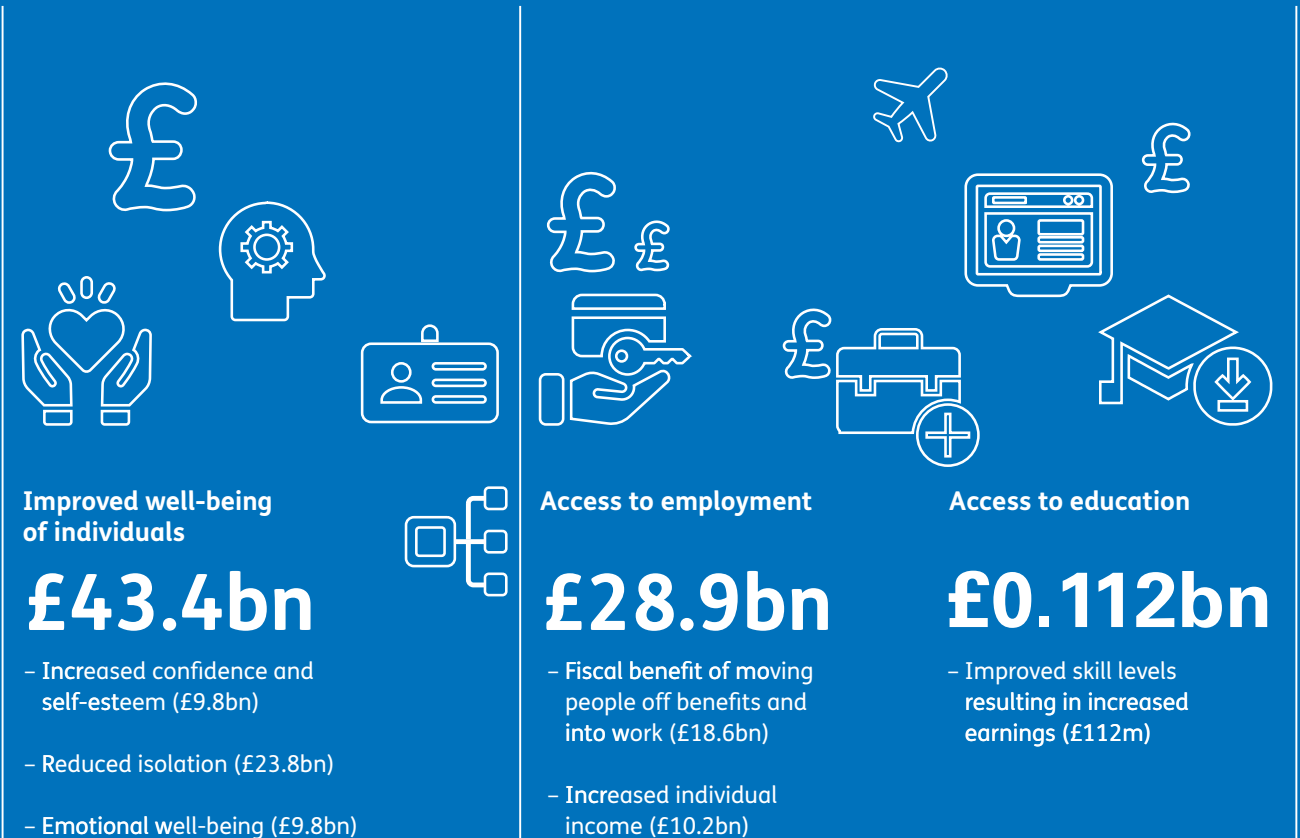 Improved well-being
of individuals
£43.4bn
– Increased confidence and
self-esteem (£9.8bn)
– Reduced isolation (£23.8bn)
– Emotional well-being (£9.8bn)
Access to employment
£28.9bn
– Fiscal benefit of moving
people off benefits and
into work (£18.6bn)
– Increased individual
income (£10.2bn)
Access to education
£0.112bn
– Improved skill levels
resulting in increased
earnings (£112m)